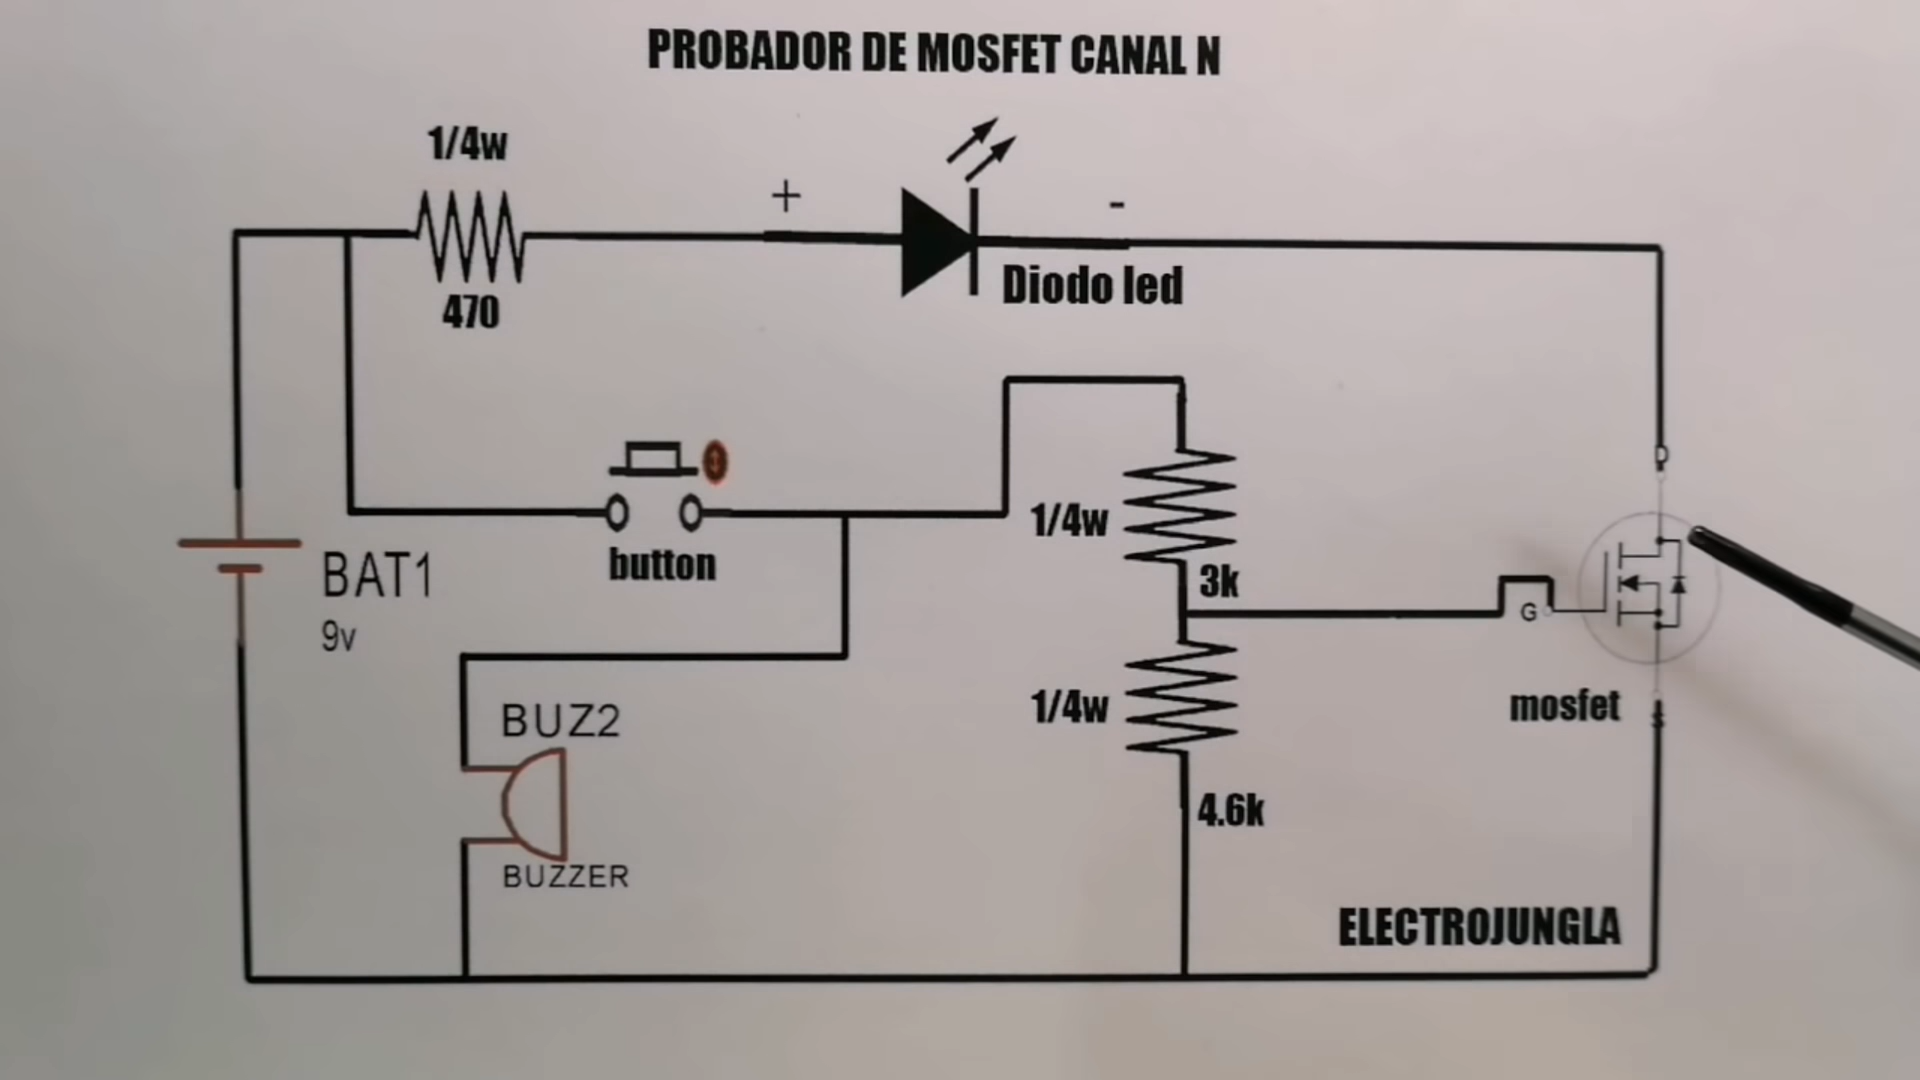 PROBADOR DE MOSFET CANAL N
1/4w
+
-
470
Diodo led
D
1/4w
button
BAT1
9v
3k
G
BUZ2
1/4w
mosfet
S
4.6k
BUZZER
ELECTROJUNGLA